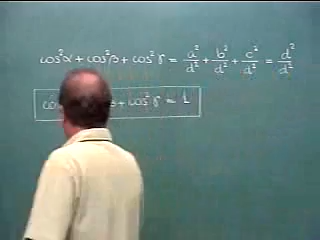 cos²α + cos²β + cos²γ = a²/d² + b²/d² + c²/d² = d²/d²
β + cos²γ = 1